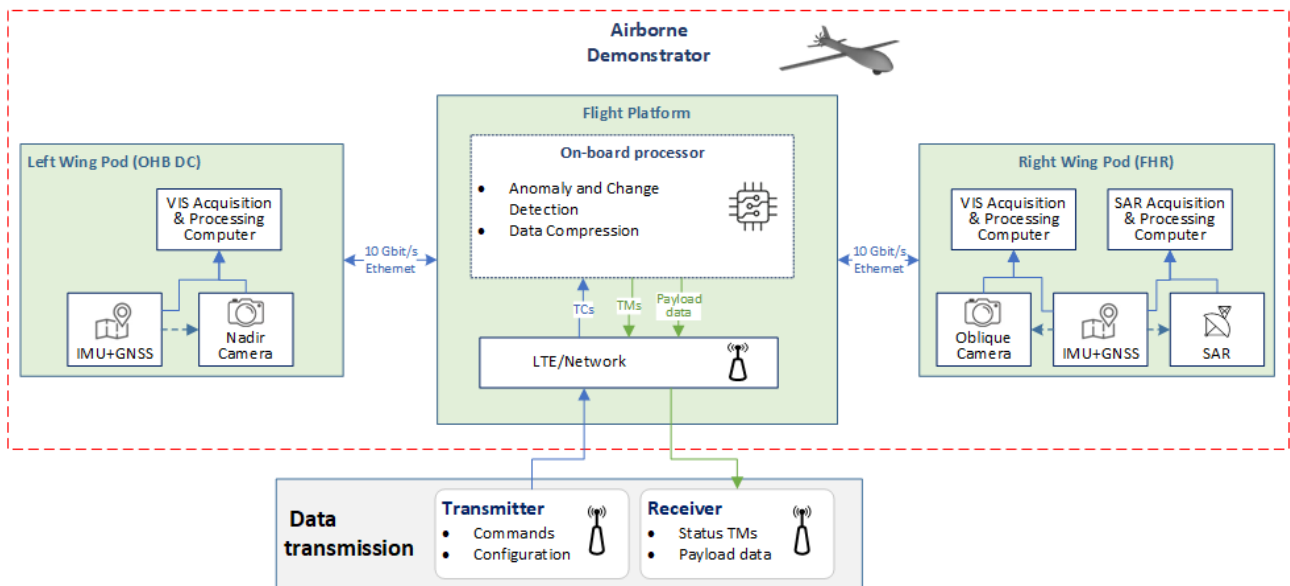 Airborne
Demonstrator
Flight Platform
On-board processor
• Anomaly and Change
Detection
• Data Compression
TCs
TMs
Payload
data
LTE/Network
Left Wing Pod (OHB DC)
VIS Acquisition
& Processing
Computer
IMU+GNSS
Nadir
Camera
10 Gbit/s
Ethernet
10 Gbit/s
Ethernet
Right Wing Pod (FHR)
VIS Acquisition
& Processing
Computer
SAR Acquisition
& Processing
Computer
Oblique
Camera
IMU+GNSS
SAR
Data
transmission
Transmitter
• Commands
• Configuration
Receiver
• Status TMs
• Payload data